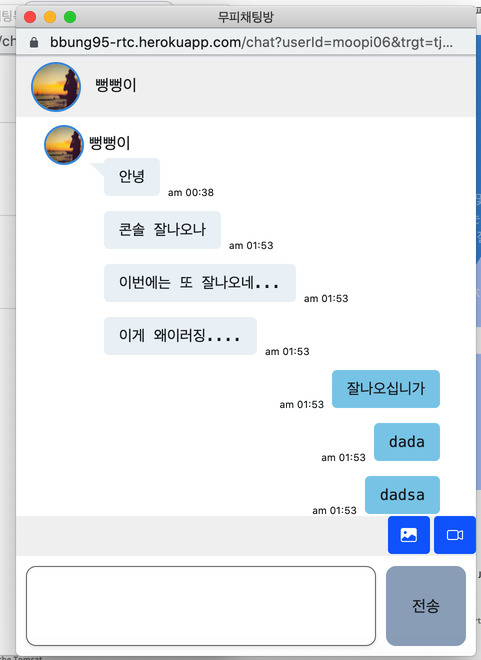 무피채팅방
bbung95-rtc.herokuapp.com/chat?userId=moopi06&trgt=tj...
뻥뻥이
뻥뻥이
안녕
am 00:38
콘솔 잘나오나
am 01:53
이번에는 또 잘나오네...
am 01:53
이게 왜이러징....
am 01:53
잘나오십니가
am 01:53
dada
am 01:53
dadsa
am 01:53
전송